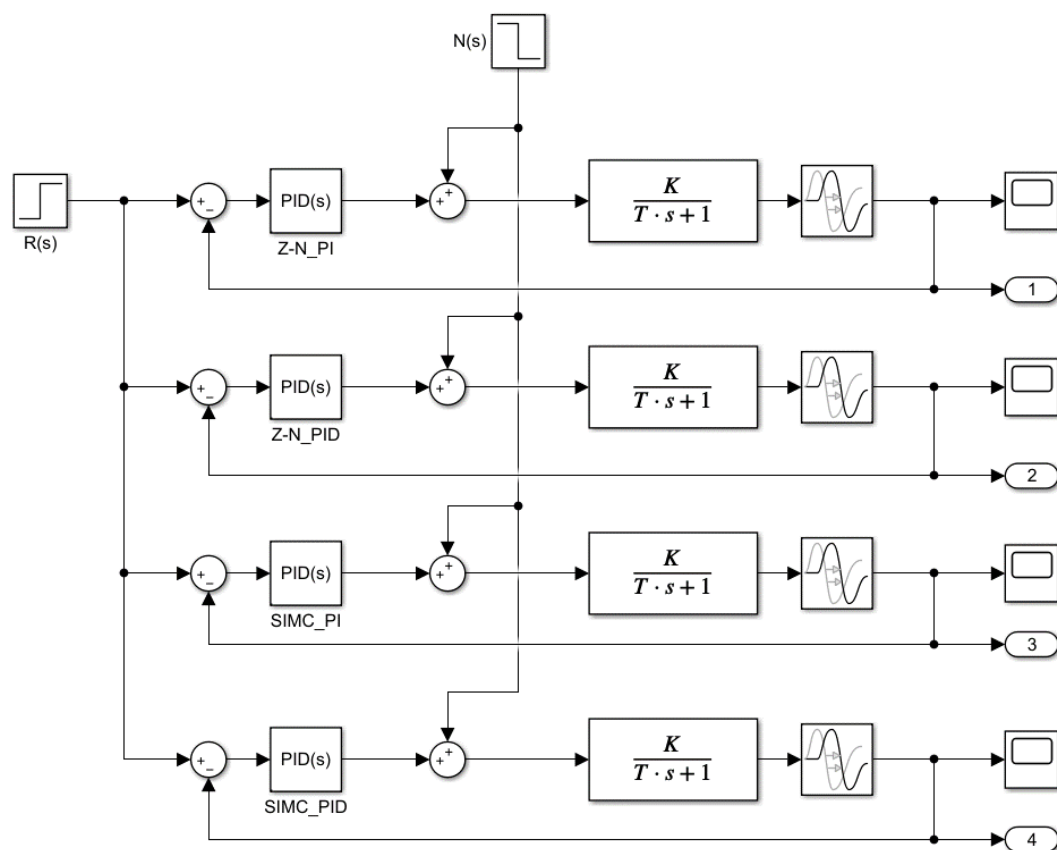 N(s)
R(s)
+
−
PID(s)
Z-N_PI
+
+
K
T · s + 1
1
+
−
PID(s)
Z-N_PID
+
+
K
T · s + 1
2
+
−
PID(s)
SIMC_PI
+
+
K
T · s + 1
3
+
−
PID(s)
SIMC_PID
+
+
K
T · s + 1
4